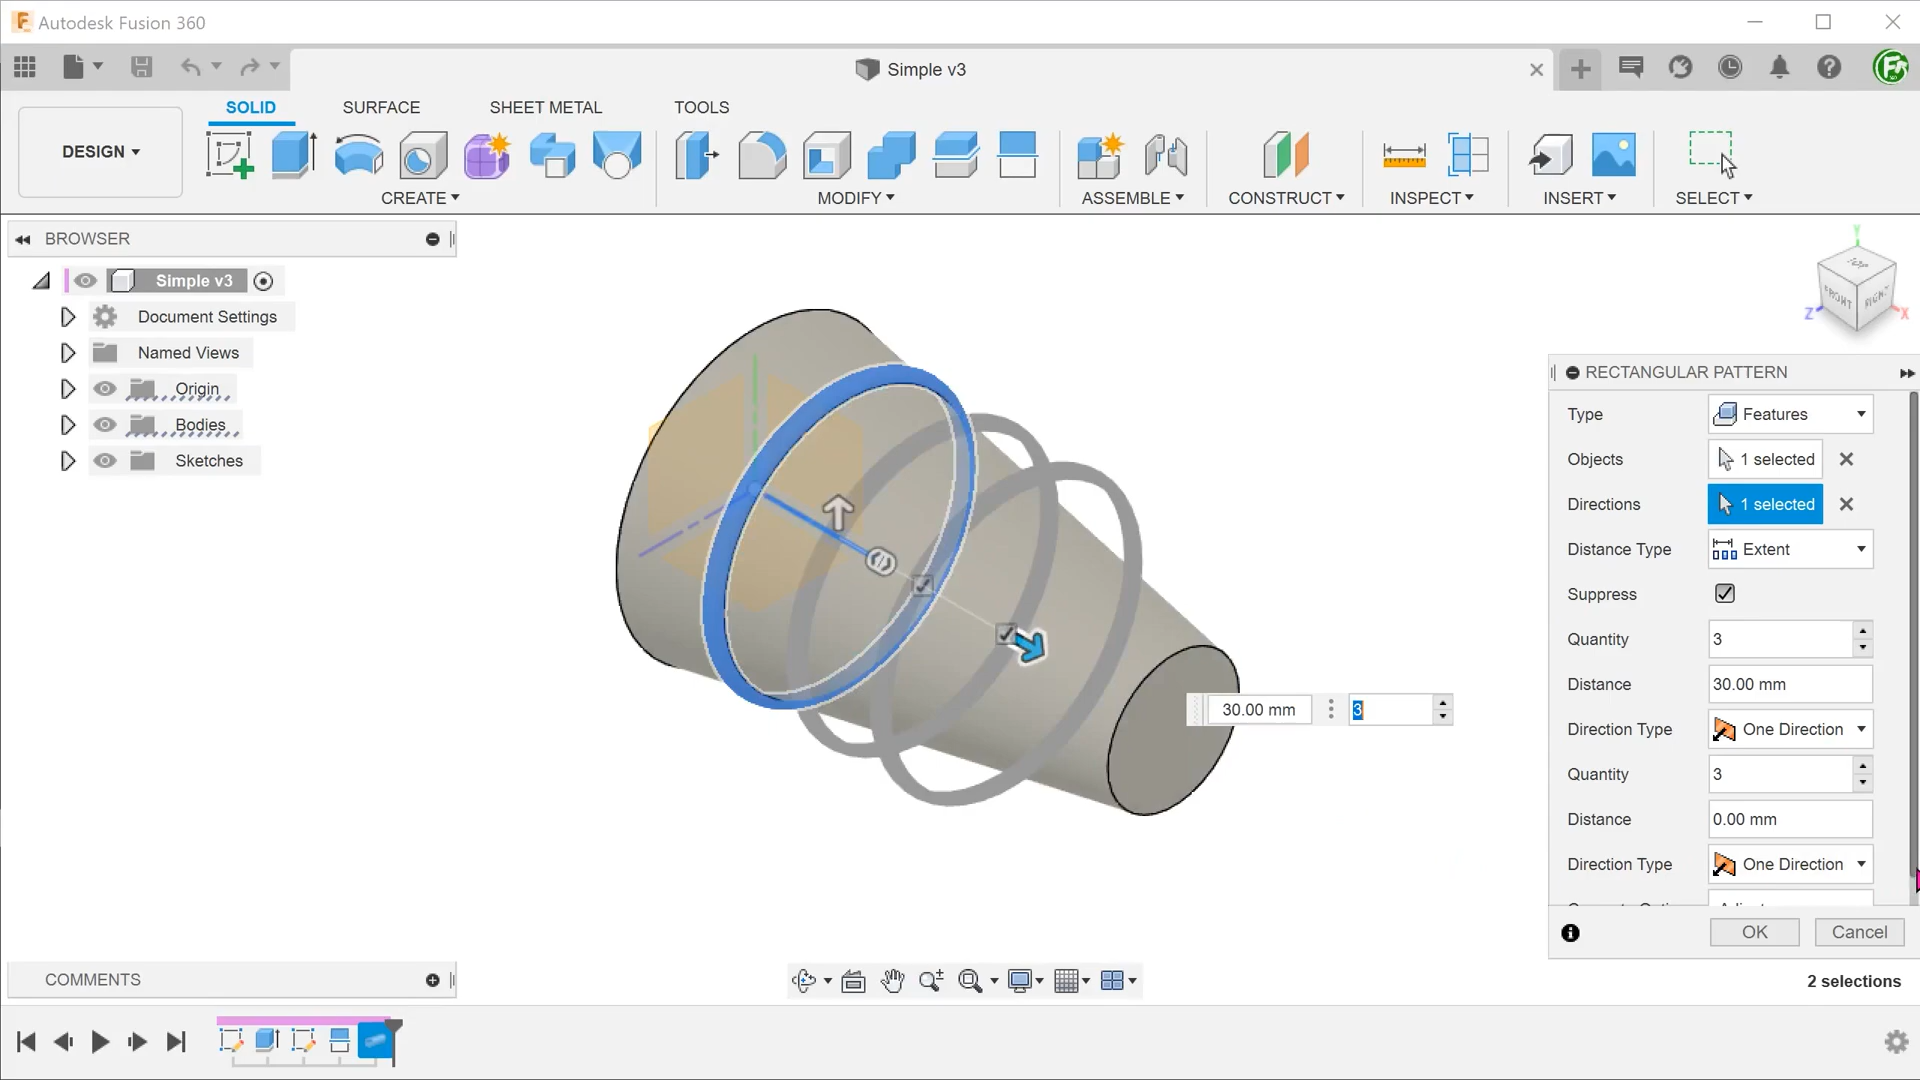 Autodesk Fusion 360
Simple v3
SOLID
SURFACE
SHEET METAL
TOOLS
DESIGN
CREATE
MODIFY
ASSEMBLE
CONSTRUCT
INSPECT
INSERT
SELECT
BROWSER
Simple v3
Document Settings
Named Views
Origin
Bodies
Sketches
Y
TOP
FRONT
RIGHT
Z
X
RECTANGULAR PATTERN
Type Features
Objects 1 selected
Directions 1 selected
Distance Type Extent
Suppress
Quantity 3
Distance 30.00 mm
Direction Type One Direction
Quantity 3
Distance 0.00 mm
Direction Type One Direction
30.00 mm 3
OK Cancel
COMMENTS
2 selections